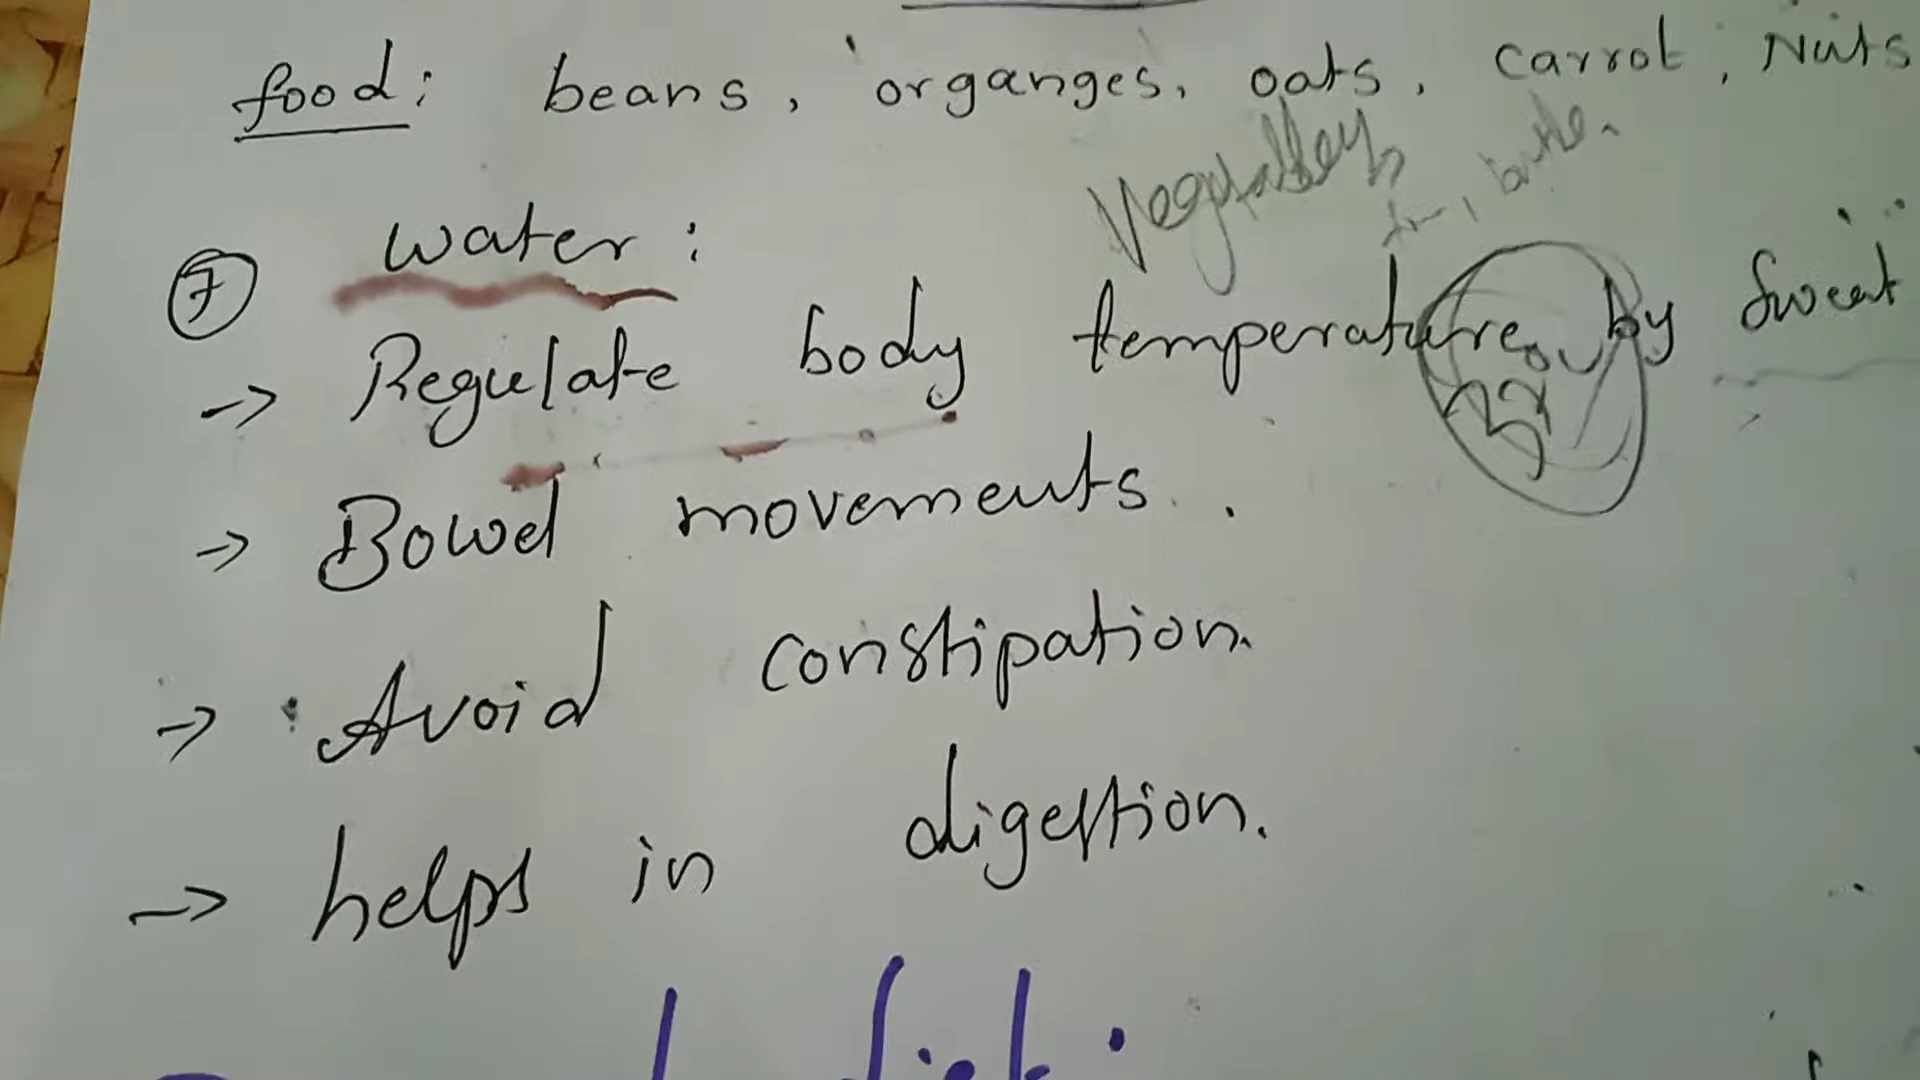 food: beans, organges, oats, carrot, Nuts
Vegetables
⑦ water:
→ Regulate body temperature by sweat
→ Bowel movements.
→ Avoid constipation.
→ helps in digestion.